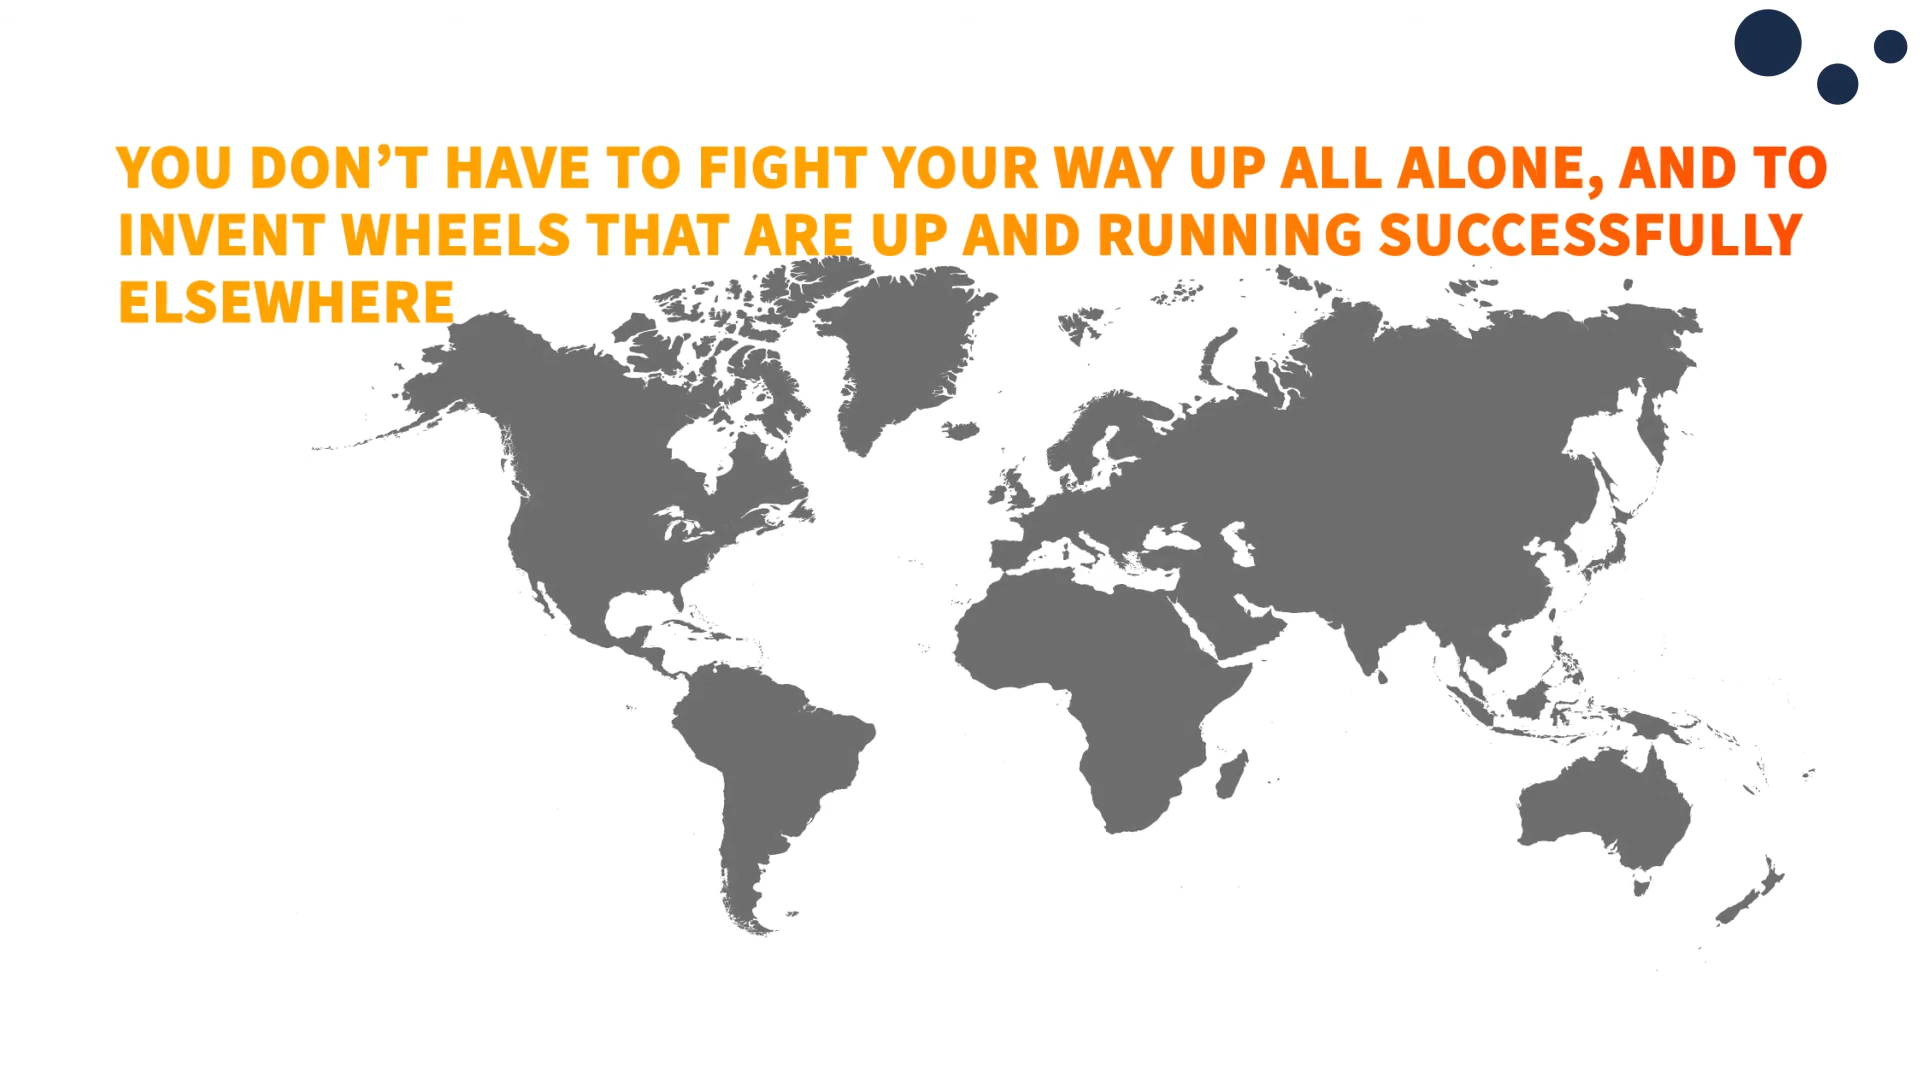 YOU DON’T HAVE TO FIGHT YOUR WAY UP ALL ALONE, AND TO
INVENT WHEELS THAT ARE UP AND RUNNING SUCCESSFULLY
ELSEWHERE